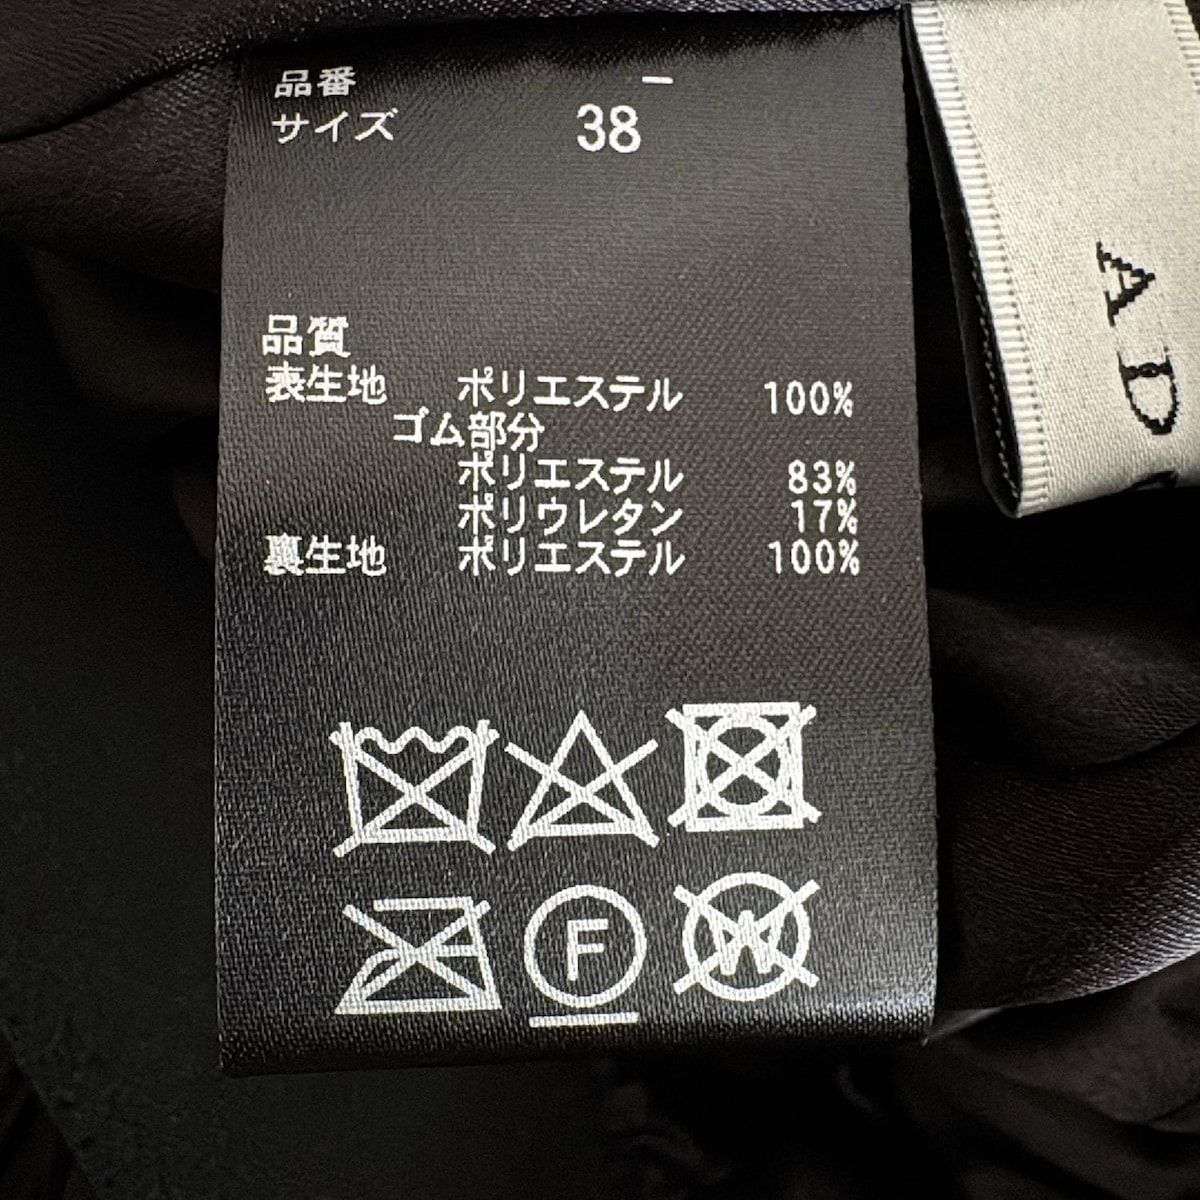 品番 −
サイズ 38
品質
表生地 ポリエステル 100%
ゴム部分
ポリエステル 83%
ポリウレタン 17%
裏生地 ポリエステル 100%
F
W
A D